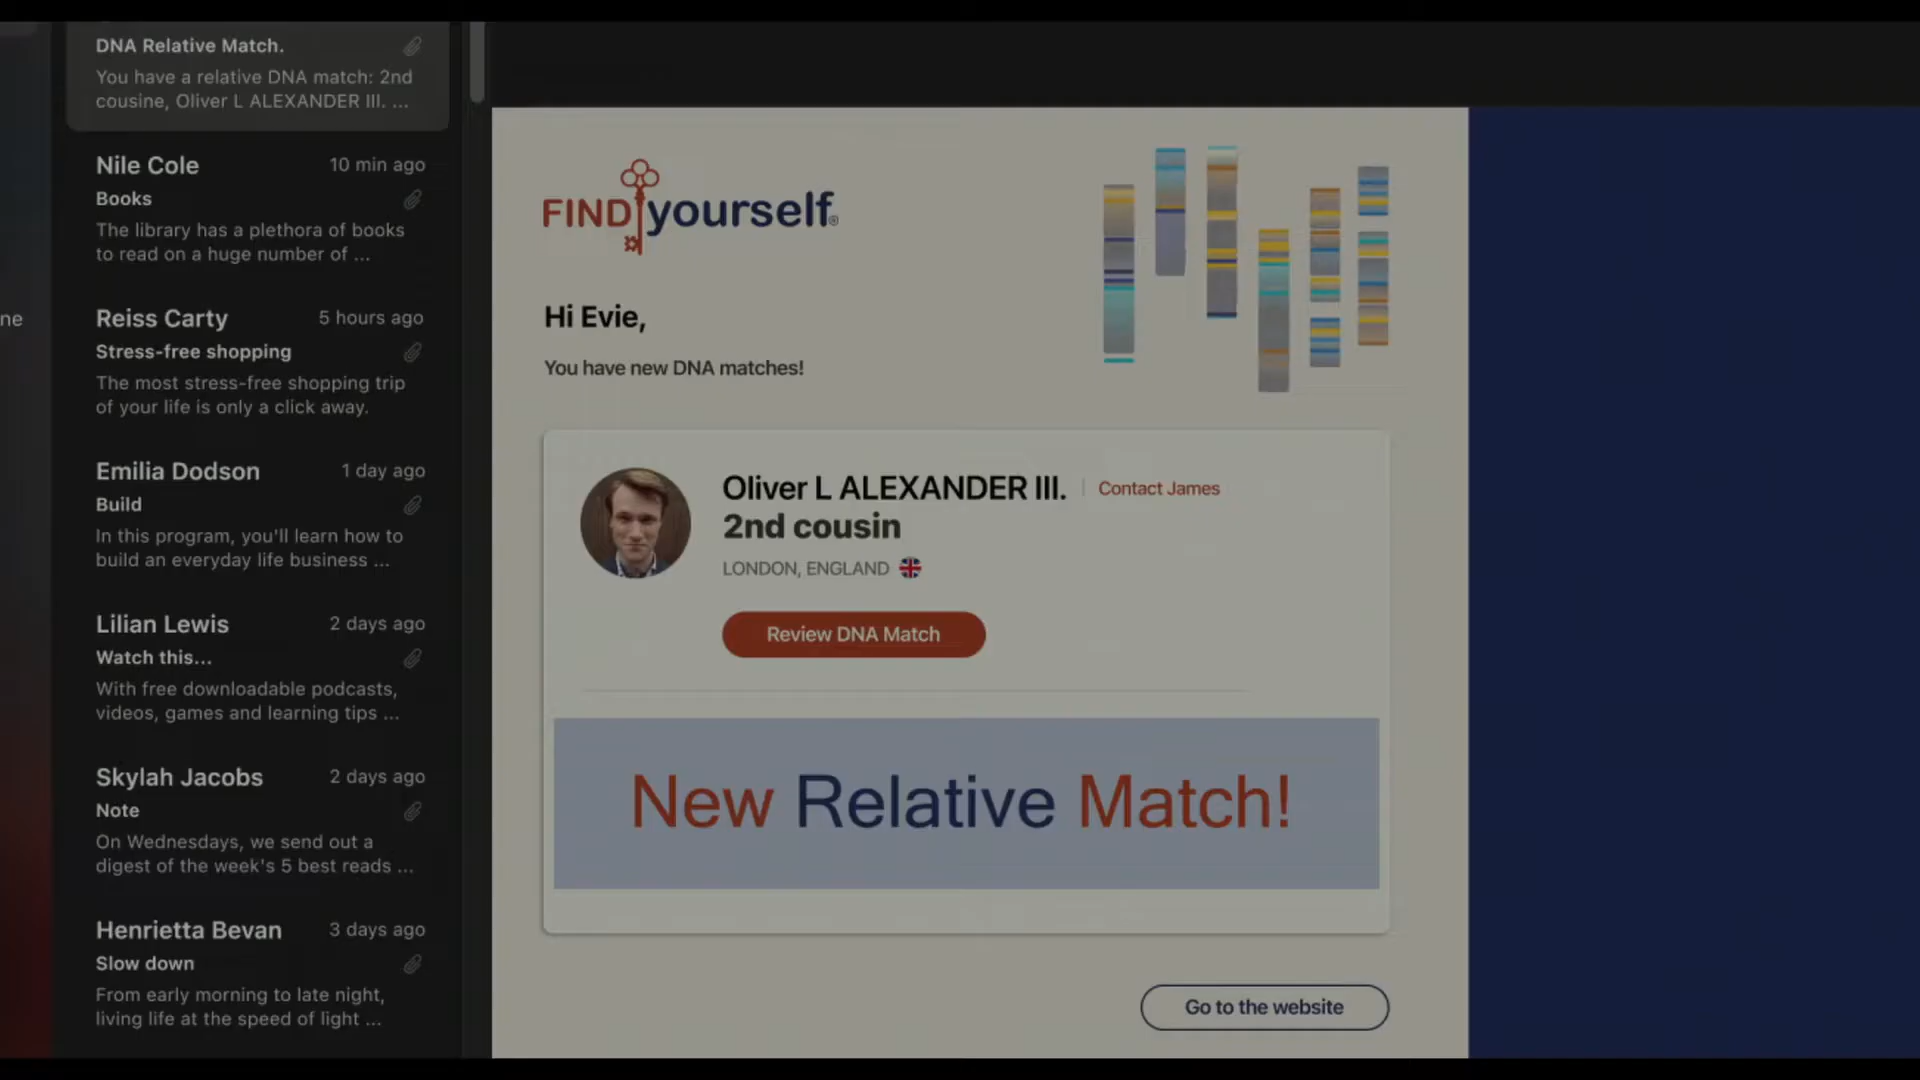 ne
DNA Relative Match.
You have a relative DNA match: 2nd
cousine, Oliver L ALEXANDER III. ...
Nile Cole 10 min ago
Books
The library has a plethora of books
to read on a huge number of ...
Reiss Carty 5 hours ago
Stress-free shopping
The most stress-free shopping trip
of your life is only a click away.
Emilia Dodson 1 day ago
Build
In this program, you'll learn how to
build an everyday life business ...
Lilian Lewis 2 days ago
Watch this...
With free downloadable podcasts,
videos, games and learning tips ...
Skylah Jacobs 2 days ago
Note
On Wednesdays, we send out a
digest of the week's 5 best reads ...
Henrietta Bevan 3 days ago
Slow down
From early morning to late night,
living life at the speed of light ...
FIND yourself®
Hi Evie,
You have new DNA matches!
Oliver L ALEXANDER III. | Contact James
2nd cousin
LONDON, ENGLAND
Review DNA Match
New Relative Match!
Go to the website